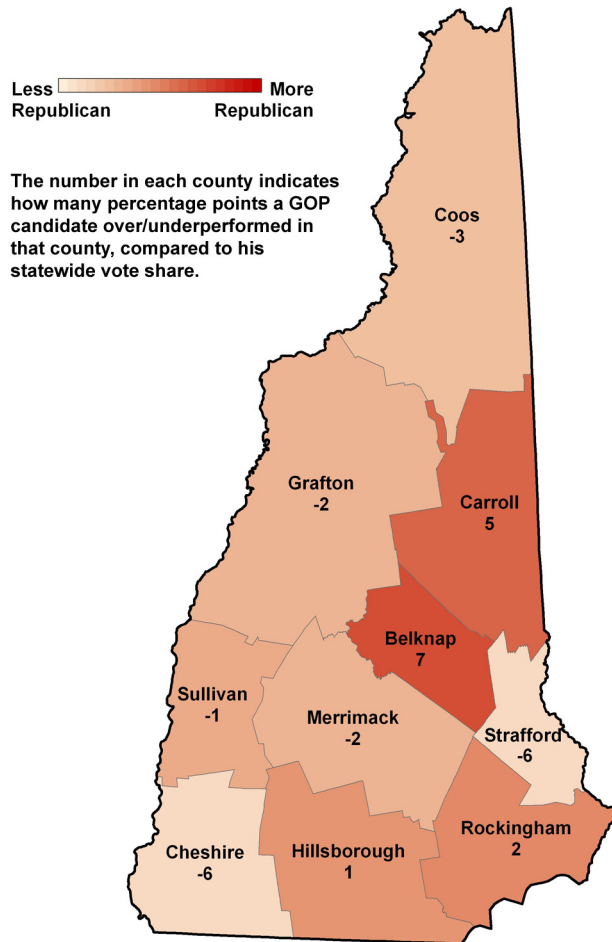 Less More
Republican Republican
The number in each county indicates
how many percentage points a GOP
candidate over/underperformed in
that county, compared to his
statewide vote share.
Coos
-3
Grafton
-2
Carroll
5
Belknap
7
Sullivan
-1
Merrimack
-2
Strafford
-6
Cheshire
-6
Hillsborough
1
Rockingham
2